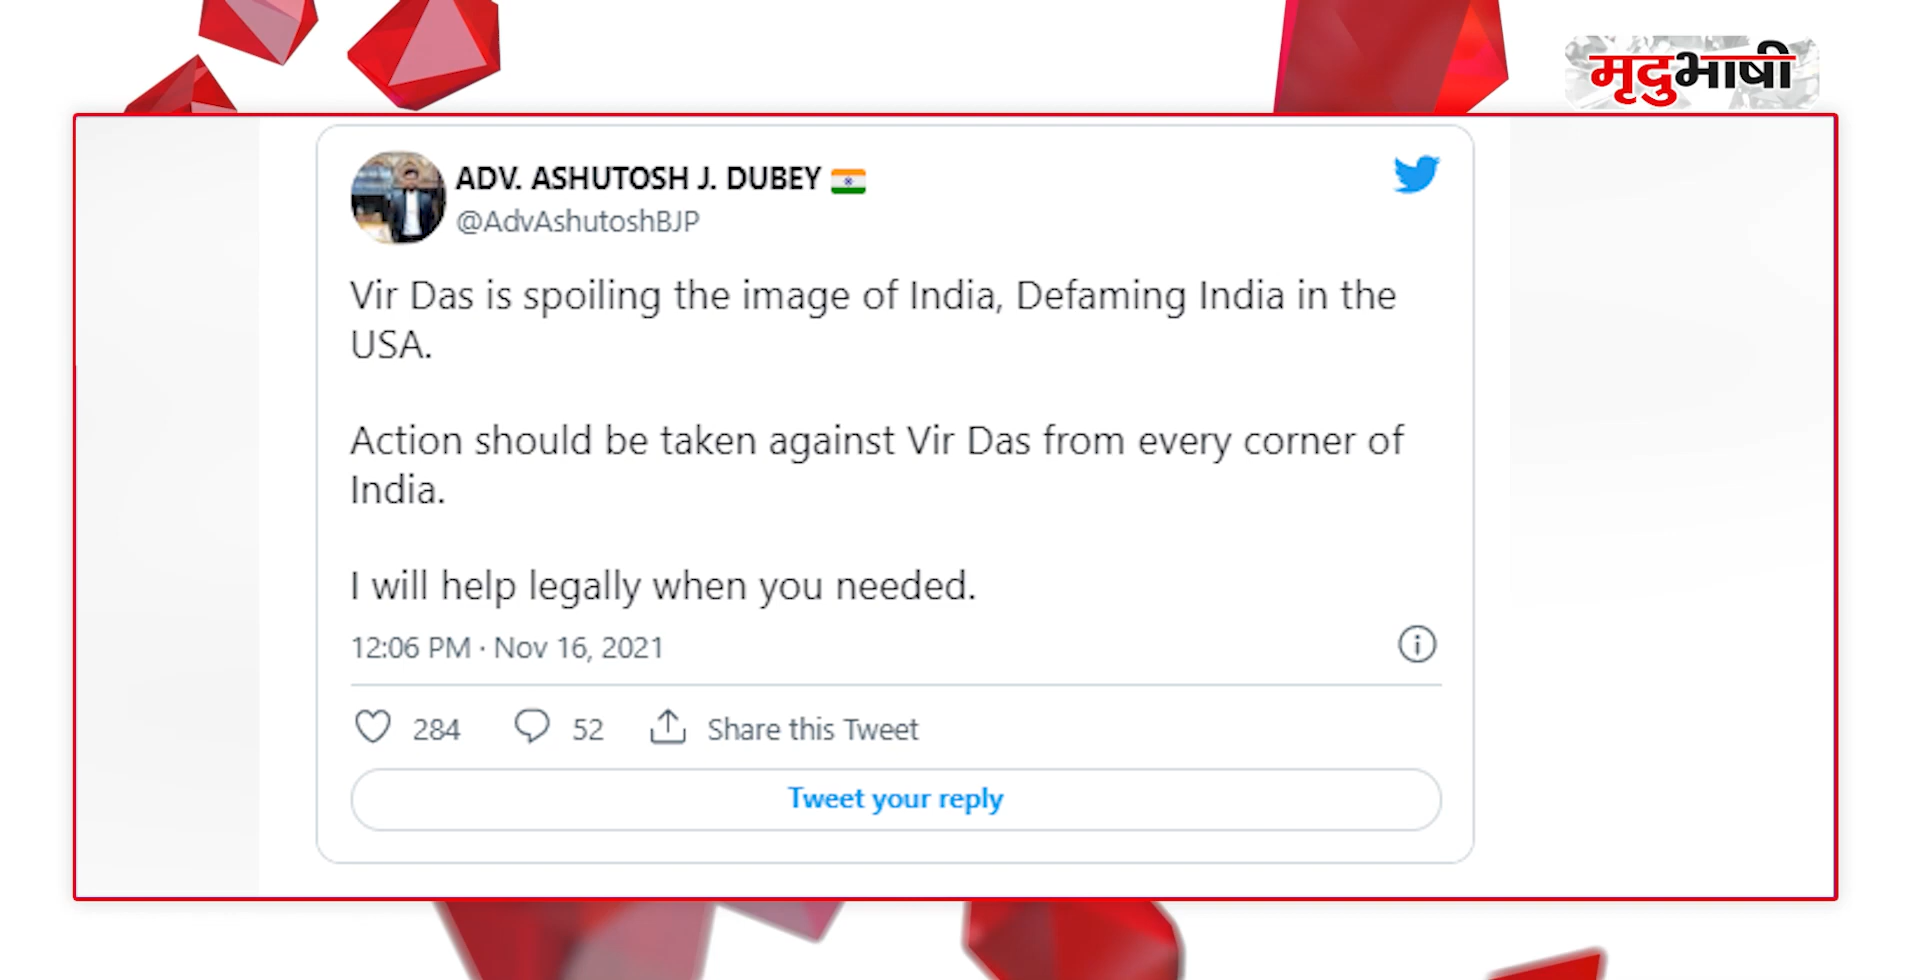 मृदुभाषी
ADV. ASHUTOSH J. DUBEY
@AdvAshutoshBJP
Vir Das is spoiling the image of India, Defaming India in the
USA.
Action should be taken against Vir Das from every corner of
India.
I will help legally when you needed.
12:06 PM · Nov 16, 2021
284 52 Share this Tweet
Tweet your reply